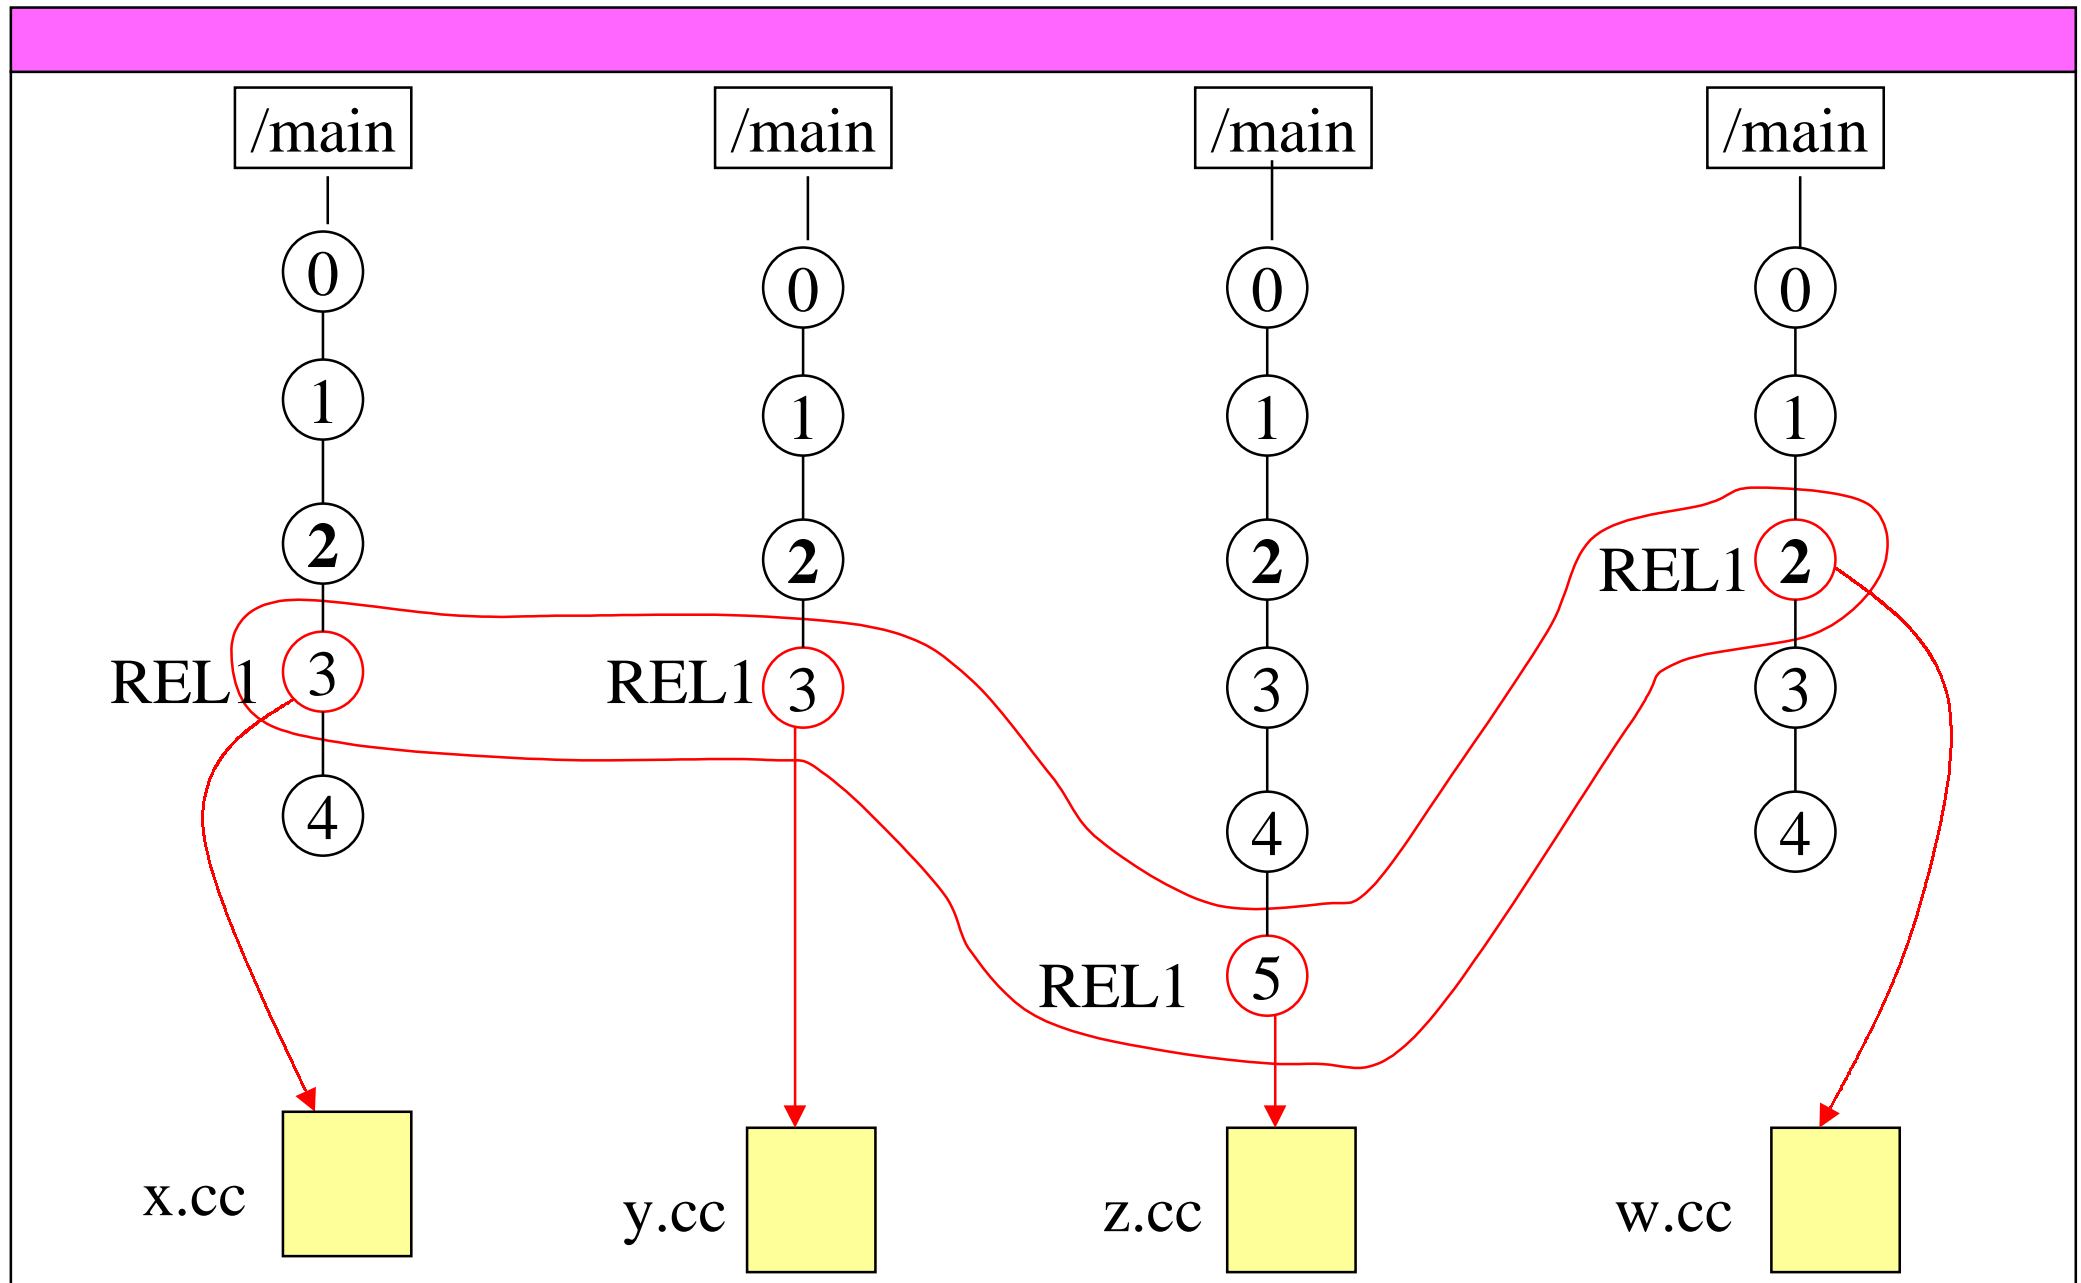 /main /main /main /main
0 0 0 0
1 1 1 1
2 2 2 REL1 2
REL1 3 REL1 3 3 3
4 4 4
REL1 5
x.cc y.cc z.cc w.cc